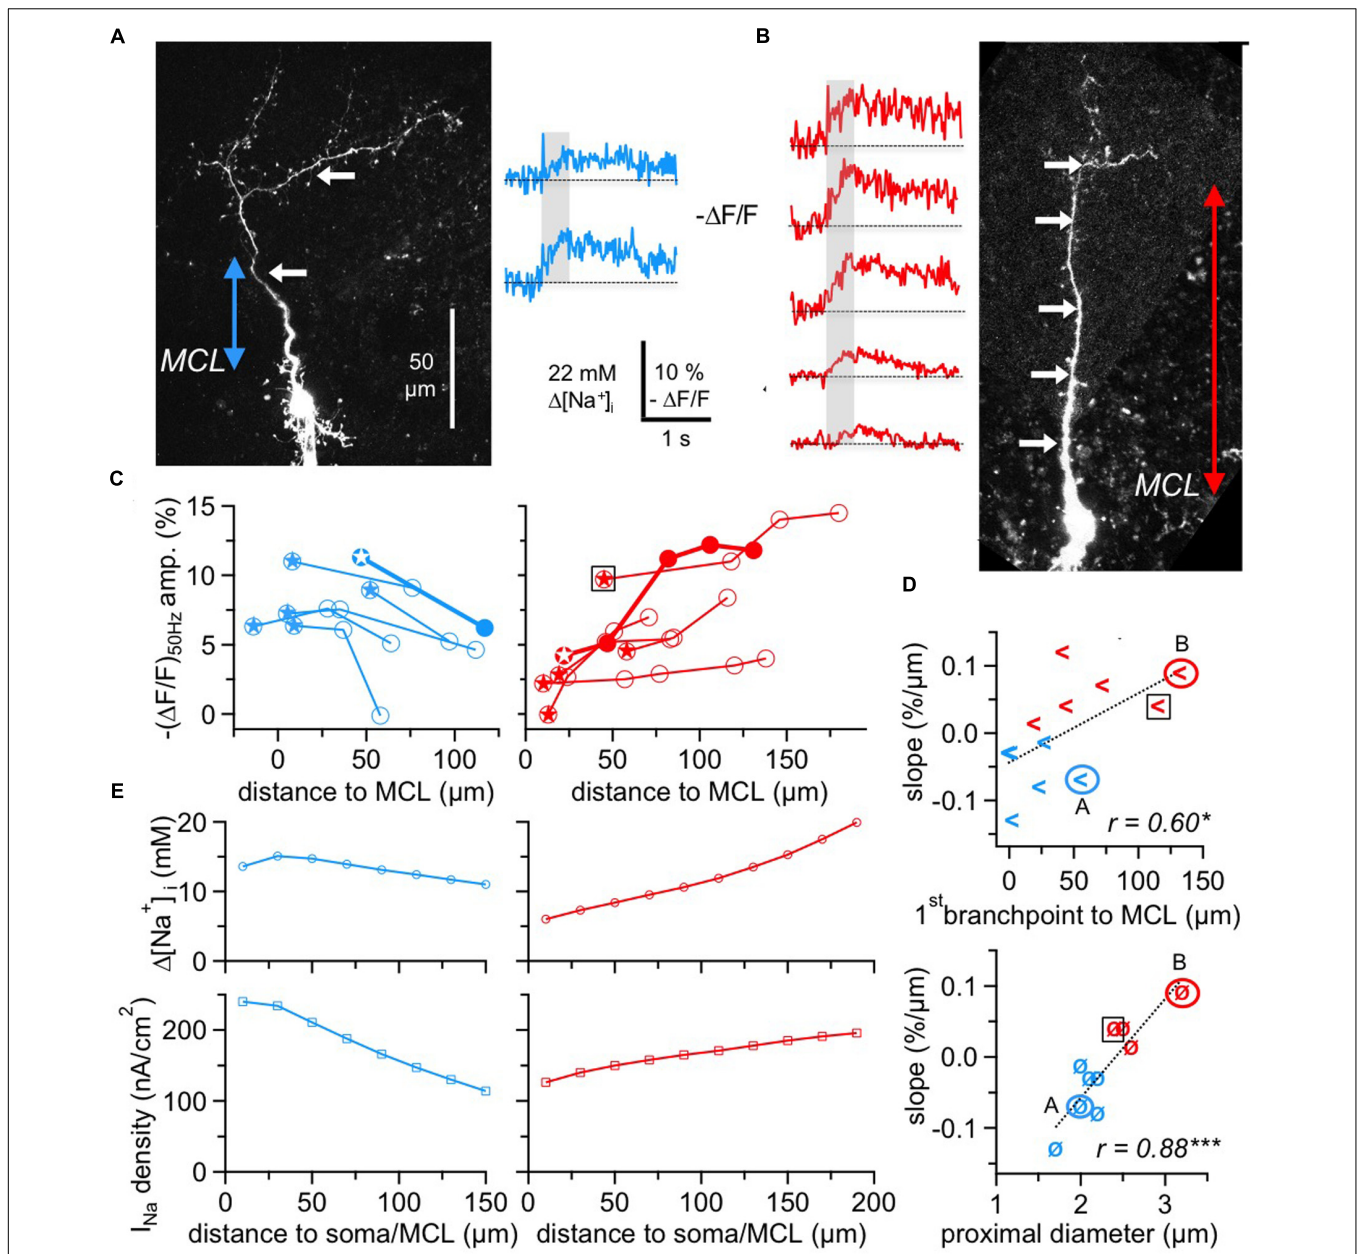 A
B
MCL
50
µm
-ΔF/F
22 mM
Δ[Na⁺]ᵢ
10 %
- ΔF/F
1 s
MCL
C
-(ΔF/F)50Hz amp. (%)
15
10
5
0
0 50 100
distance to MCL (µm)
0 50 100 150
distance to MCL (µm)
D
slope (%/µm)
0.1
0.0
-0.1
B
A
r = 0.60*
0 50 100 150
1st branchpoint to MCL (µm)
slope (%/µm)
0.1
0.0
-0.1
B
A
r = 0.88***
1 2 3
proximal diameter (µm)
E
Δ[Na⁺]ᵢ (mM)
20
10
0
INa density (nA/cm²)
200
100
0
0 50 100 150
distance to soma/MCL (µm)
0 50 100 150 200
distance to soma/MCL (µm)